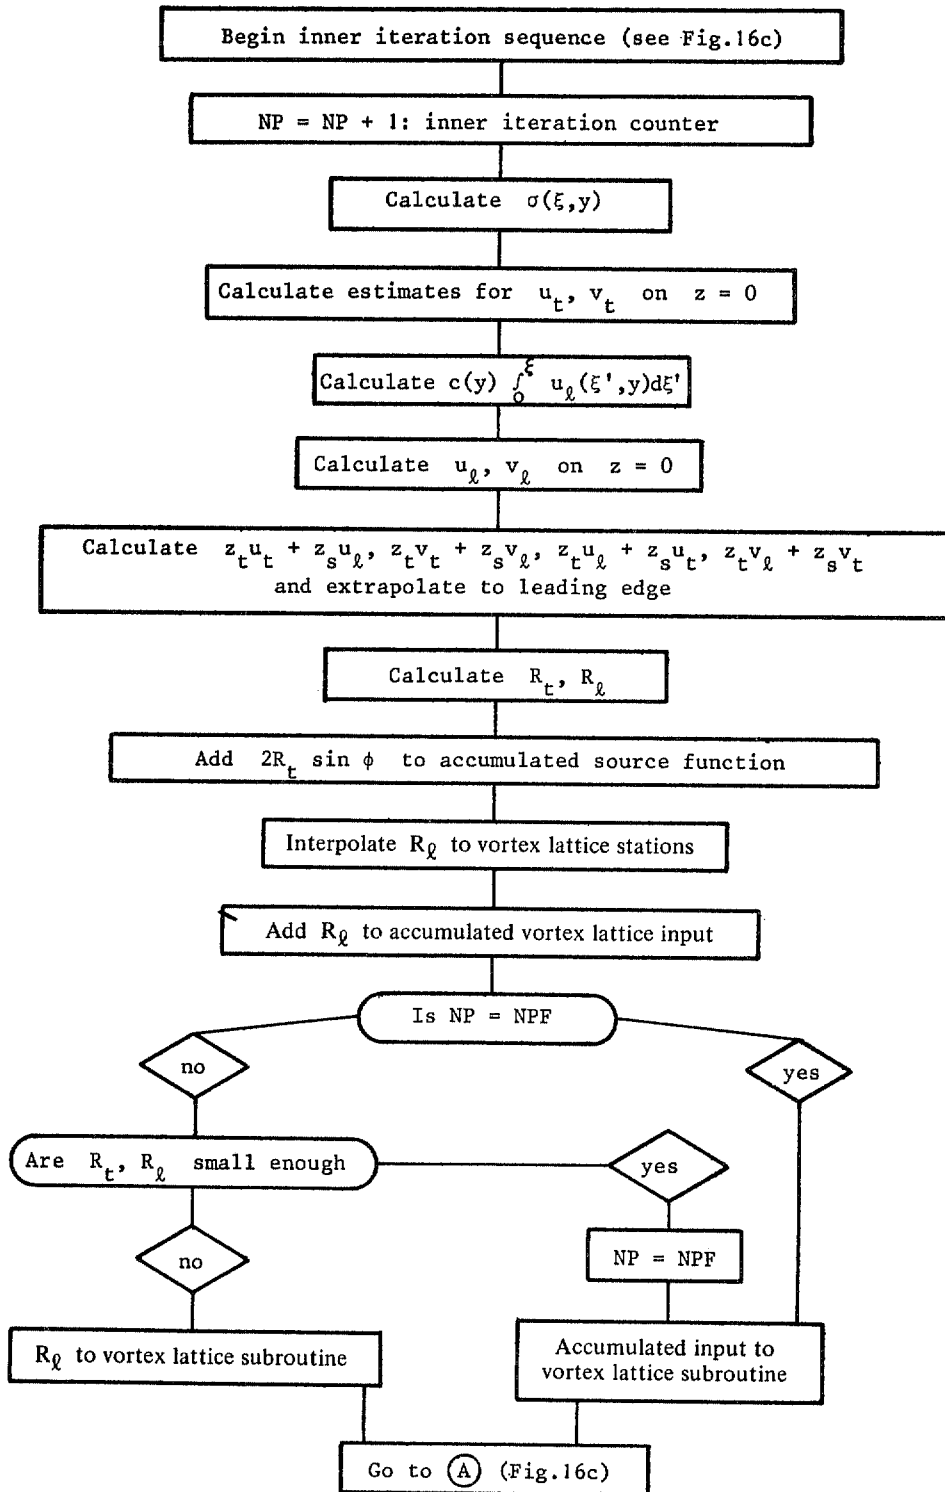 Begin inner iteration sequence (see Fig.16c)
NP = NP + 1: inner iteration counter
Calculate σ(ξ,y)
Calculate estimates for u_t, v_t on z = 0
Calculate c(y) ∫_0^ξ u_ℓ(ξ',y)dξ'
Calculate u_ℓ, v_ℓ on z = 0
Calculate z_t u_t + z_s u_ℓ, z_t v_t + z_s v_ℓ, z_t u_ℓ + z_s u_t, z_t v_ℓ + z_s v_t
and extrapolate to leading edge
Calculate R_t, R_ℓ
Add 2R_t sin ϕ to accumulated source function
Interpolate R_ℓ to vortex lattice stations
Add R_ℓ to accumulated vortex lattice input
Is NP = NPF
no
yes
Are R_t, R_ℓ small enough
yes
no
NP = NPF
R_ℓ to vortex lattice subroutine
Accumulated input to
vortex lattice subroutine
Go to A (Fig.16c)